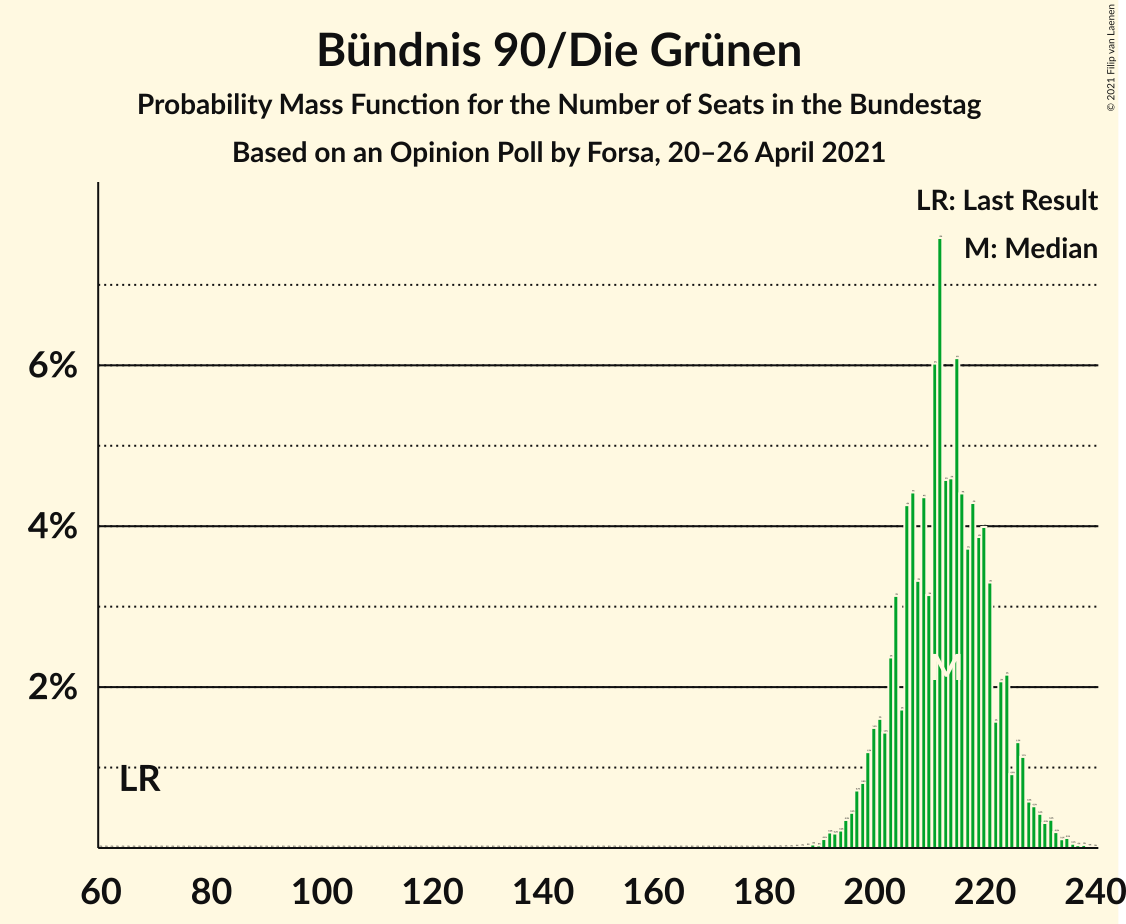 Bündnis 90/Die Grünen
Probability Mass Function for the Number of Seats in the Bundestag
Based on an Opinion Poll by Forsa, 20–26 April 2021
© 2021 Filip van Laenen
LR: Last Result
M: Median
6%
4%
2%
M
LR
60 80 100 120 140 160 180 200 220 240